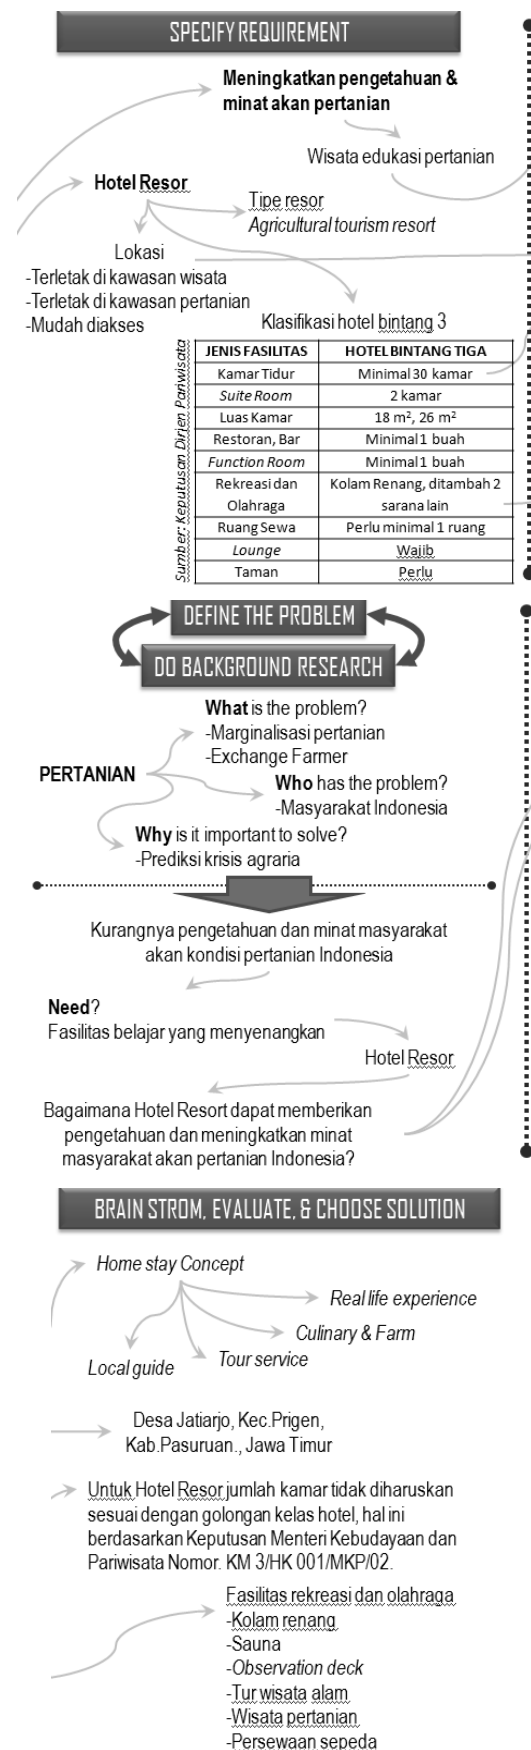 SPECIFY REQUIREMENT
Meningkatkan pengetahuan &
minat akan pertanian
Wisata edukasi pertanian
Hotel Resor
Tipe resor
Agricultural tourism resort
Lokasi
-Terletak di kawasan wisata
-Terletak di kawasan pertanian
-Mudah diakses
Klasifikasi hotel bintang 3
Sumber: Keputusan Dirjen Pariwisata
JENIS FASILITAS HOTEL BINTANG TIGA
Kamar Tidur Minimal 30 kamar
Suite Room 2 kamar
Luas Kamar 18 m², 26 m²
Restoran, Bar Minimal 1 buah
Function Room Minimal 1 buah
Rekreasi dan Kolam Renang, ditambah 2
Olahraga sarana lain
Ruang Sewa Perlu minimal 1 ruang
Lounge Wajib
Taman Perlu
DEFINE THE PROBLEM
DO BACKGROUND RESEARCH
What is the problem?
-Marginalisasi pertanian
-Exchange Farmer
PERTANIAN
Who has the problem?
-Masyarakat Indonesia
Why is it important to solve?
-Prediksi krisis agraria
Kurangnya pengetahuan dan minat masyarakat
akan kondisi pertanian Indonesia
Need?
Fasilitas belajar yang menyenangkan
Hotel Resor
Bagaimana Hotel Resort dapat memberikan
pengetahuan dan meningkatkan minat
masyarakat akan pertanian Indonesia?
BRAIN STROM, EVALUATE, & CHOOSE SOLUTION
Home stay Concept
Real life experience
Culinary & Farm
Tour service
Local guide
Desa Jatiarjo, Kec.Prigen,
Kab.Pasuruan., Jawa Timur
Untuk Hotel Resor jumlah kamar tidak diharuskan
sesuai dengan golongan kelas hotel, hal ini
berdasarkan Keputusan Menteri Kebudayaan dan
Pariwisata Nomor. KM 3/HK 001/MKP/02.
Fasilitas rekreasi dan olahraga
-Kolam renang
-Sauna
-Observation deck
-Tur wisata alam
-Wisata pertanian
-Persewaan sepeda